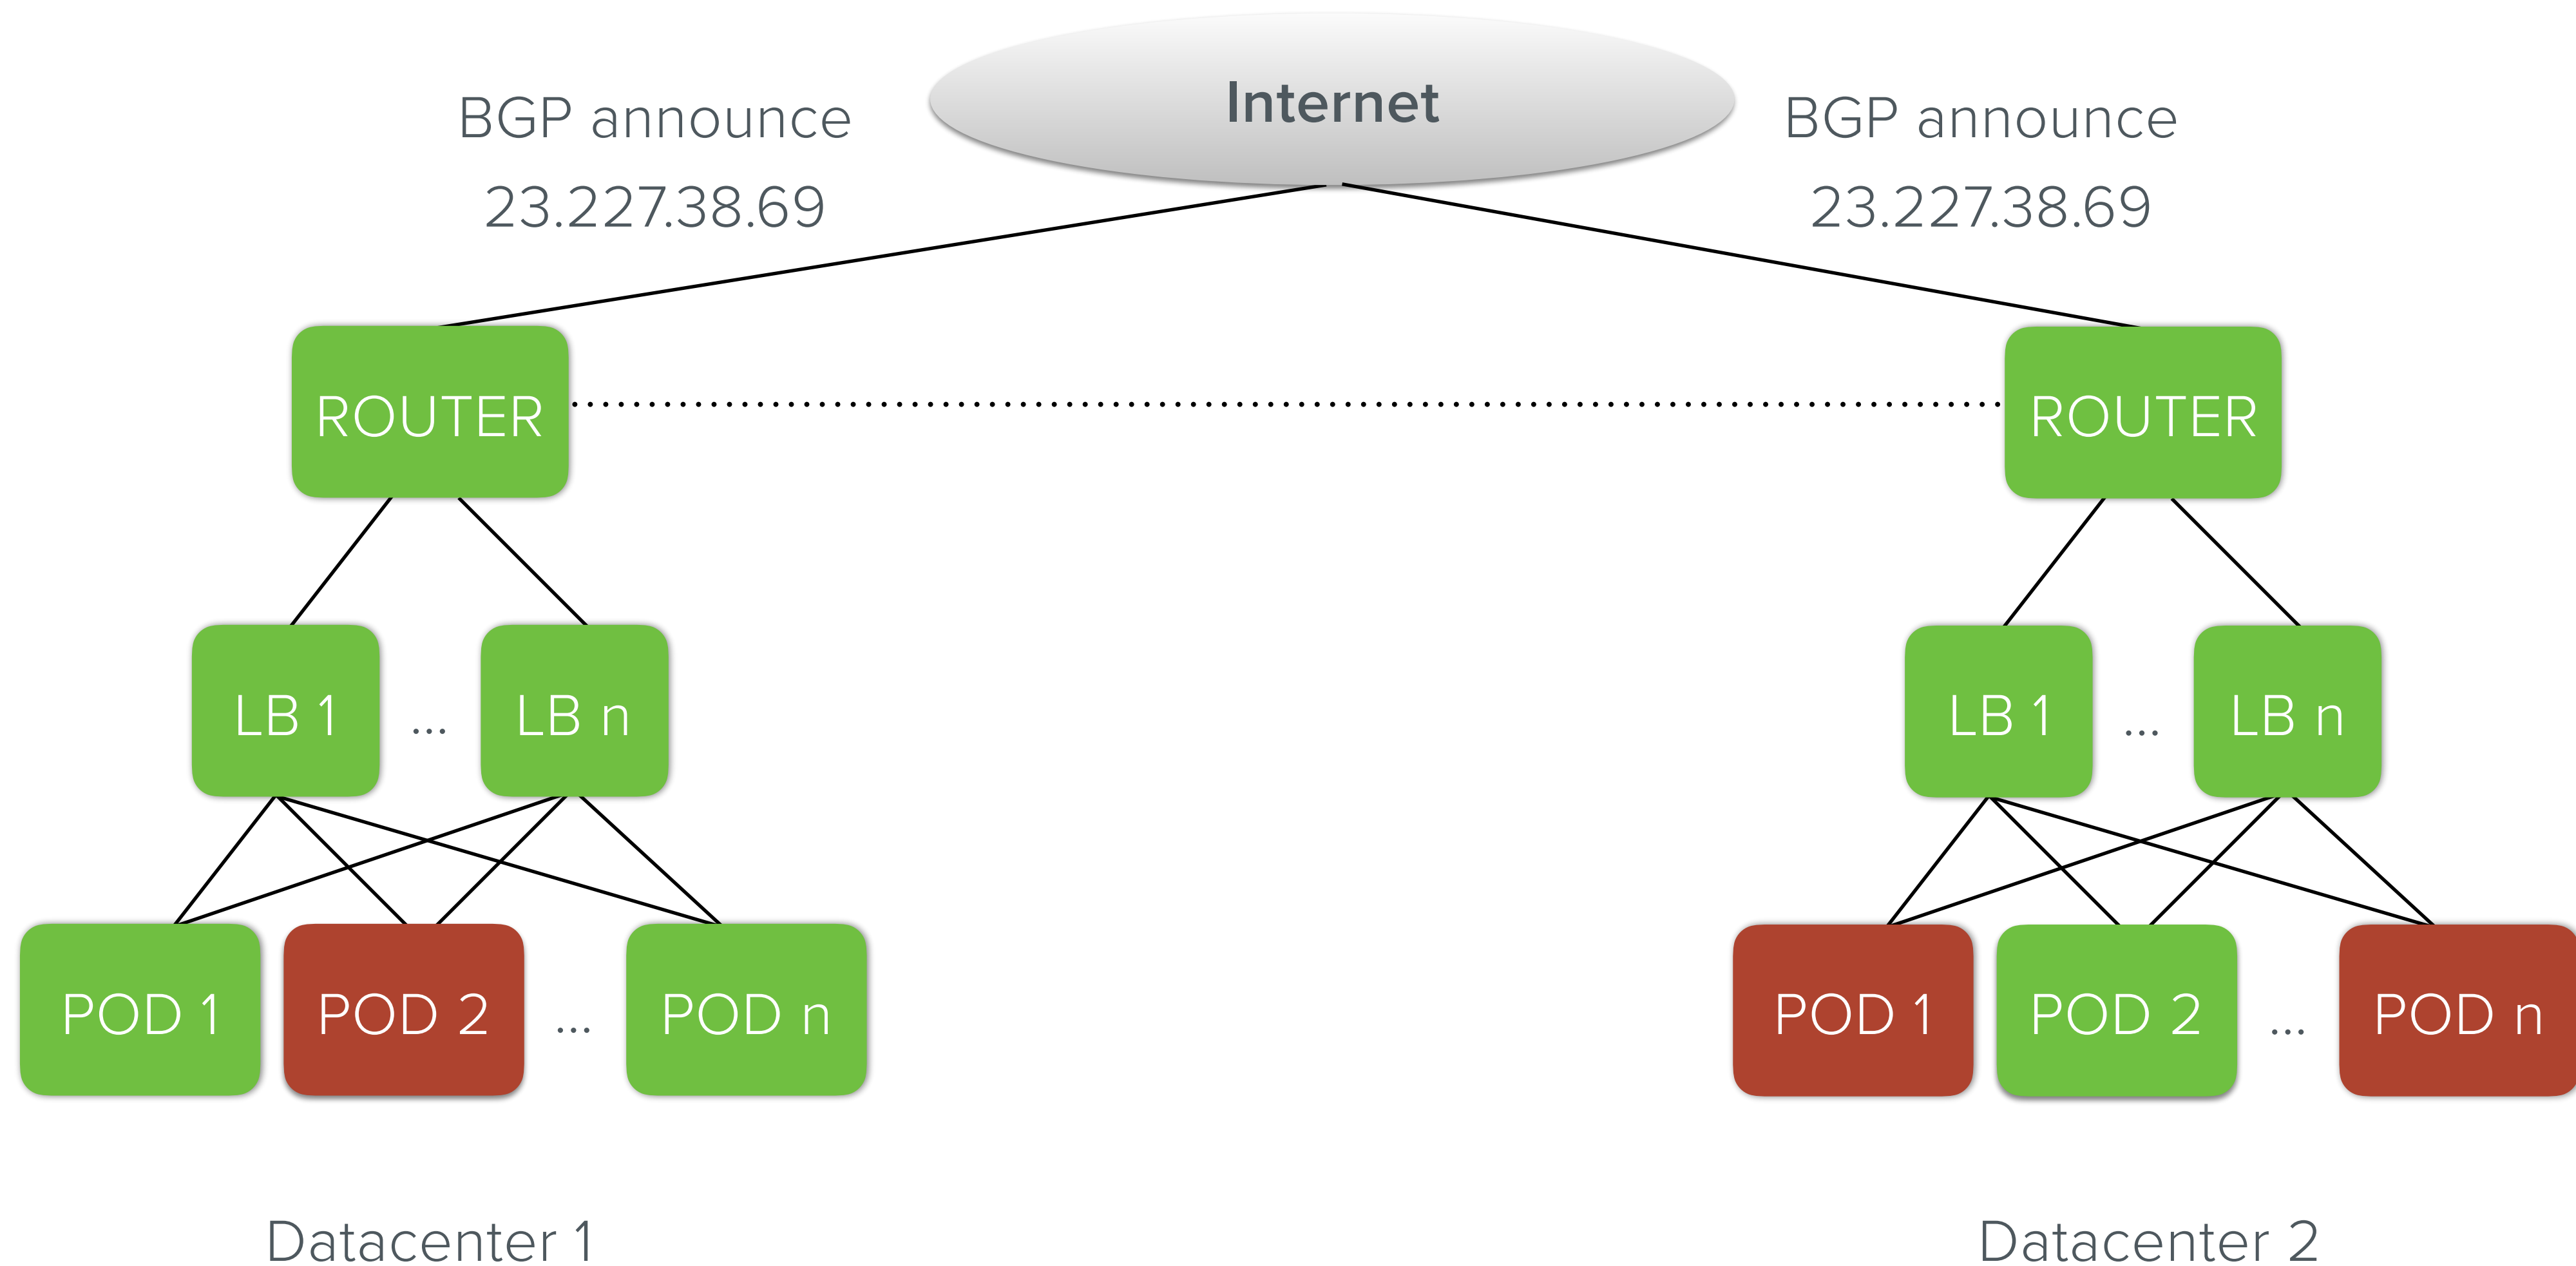 Internet
BGP announce
23.227.38.69
BGP announce
23.227.38.69
ROUTER
ROUTER
LB 1
...
LB n
LB 1
...
LB n
POD 1
POD 2
...
POD n
POD 1
POD 2
...
POD n
Datacenter 1
Datacenter 2